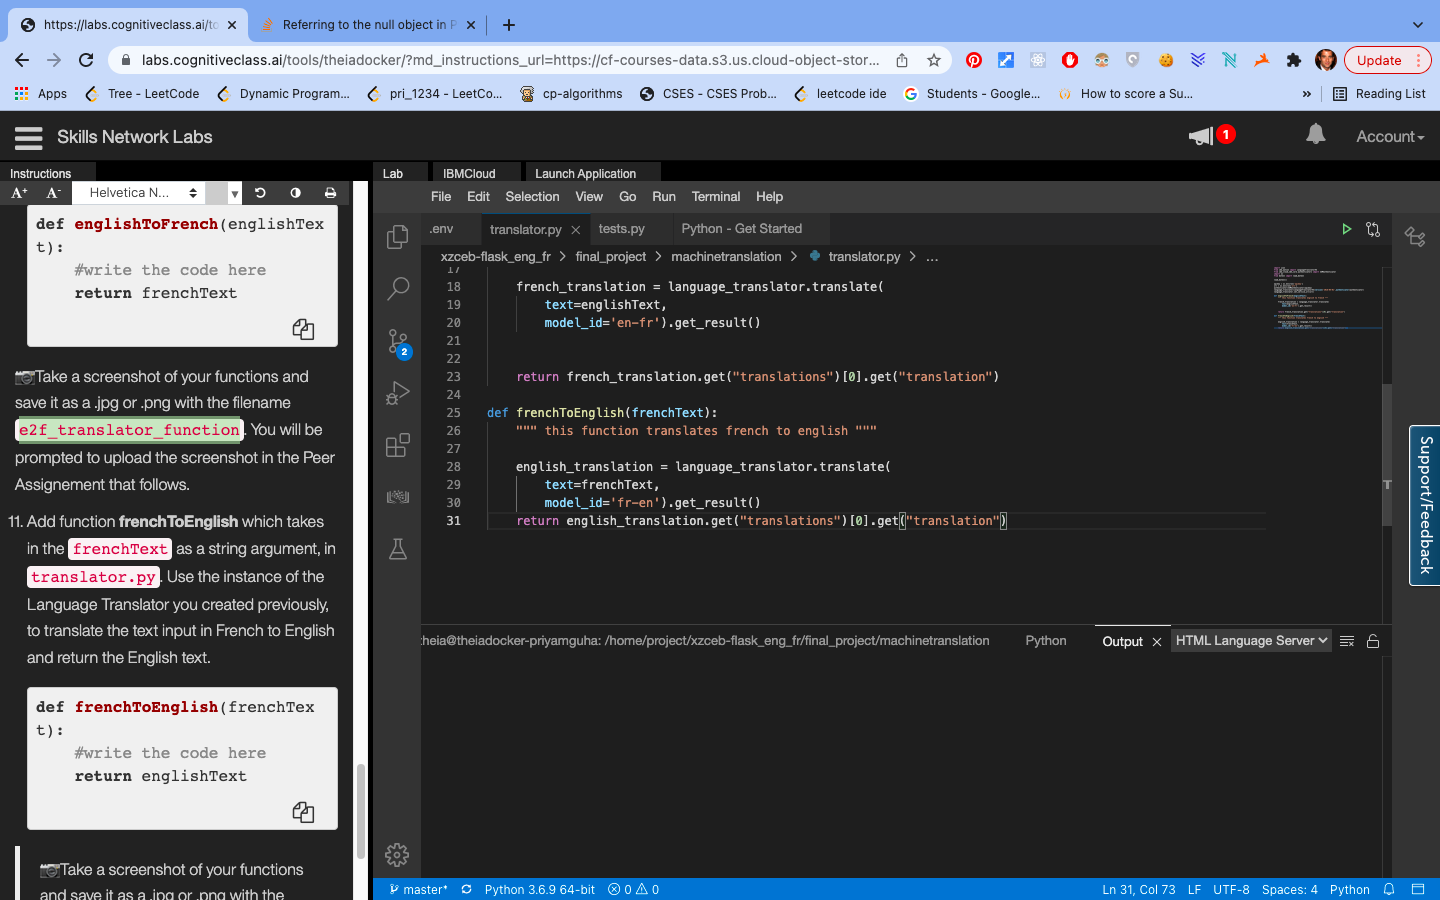 https://labs.cognitiveclass.ai/to
Referring to the null object in P
labs.cognitiveclass.ai/tools/theiadocker/?md_instructions_url=https://cf-courses-data.s3.us.cloud-object-stor...
Update
Apps
Tree - LeetCode
Dynamic Program...
pri_1234 - LeetCo...
cp-algorithms
CSES - CSES Prob...
leetcode ide
Students - Google...
How to score a Su...
»
Reading List
Skills Network Labs
1
Account
Instructions
Lab
IBMCloud
Launch Application
A+ A- Helvetica N...
File Edit Selection View Go Run Terminal Help
def englishToFrench(englishTex
t):
#write the code here
return frenchText
Take a screenshot of your functions and
save it as a .jpg or .png with the filename
e2f_translator_function. You will be
prompted to upload the screenshot in the Peer
Assignement that follows.
11. Add function frenchToEnglish which takes
in the frenchText as a string argument, in
translator.py. Use the instance of the
Language Translator you created previously,
to translate the text input in French to English
and return the English text.
def frenchToEnglish(frenchTex
t):
#write the code here
return englishText
Take a screenshot of your functions
and save it as a .jpg or .png with the
2
.env
translator.py
tests.py
Python - Get Started
xzceb-flask_eng_fr > final_project > machinetranslation > translator.py > ...
17
18 french_translation = language_translator.translate(
19 text=englishText,
20 model_id='en-fr').get_result()
21
22
23 return french_translation.get("translations")[0].get("translation")
24
25 def frenchToEnglish(frenchText):
26 """ this function translates french to english """
27
28 english_translation = language_translator.translate(
29 text=frenchText,
30 model_id='fr-en').get_result()
31 return english_translation.get("translations")[0].get("translation")
Support/Feedback
theia@theiadocker-priyamguha: /home/project/xzceb-flask_eng_fr/final_project/machinetranslation
Python
Output
HTML Language Server
master*
Python 3.6.9 64-bit
0
0
Ln 31, Col 73
LF
UTF-8
Spaces: 4
Python